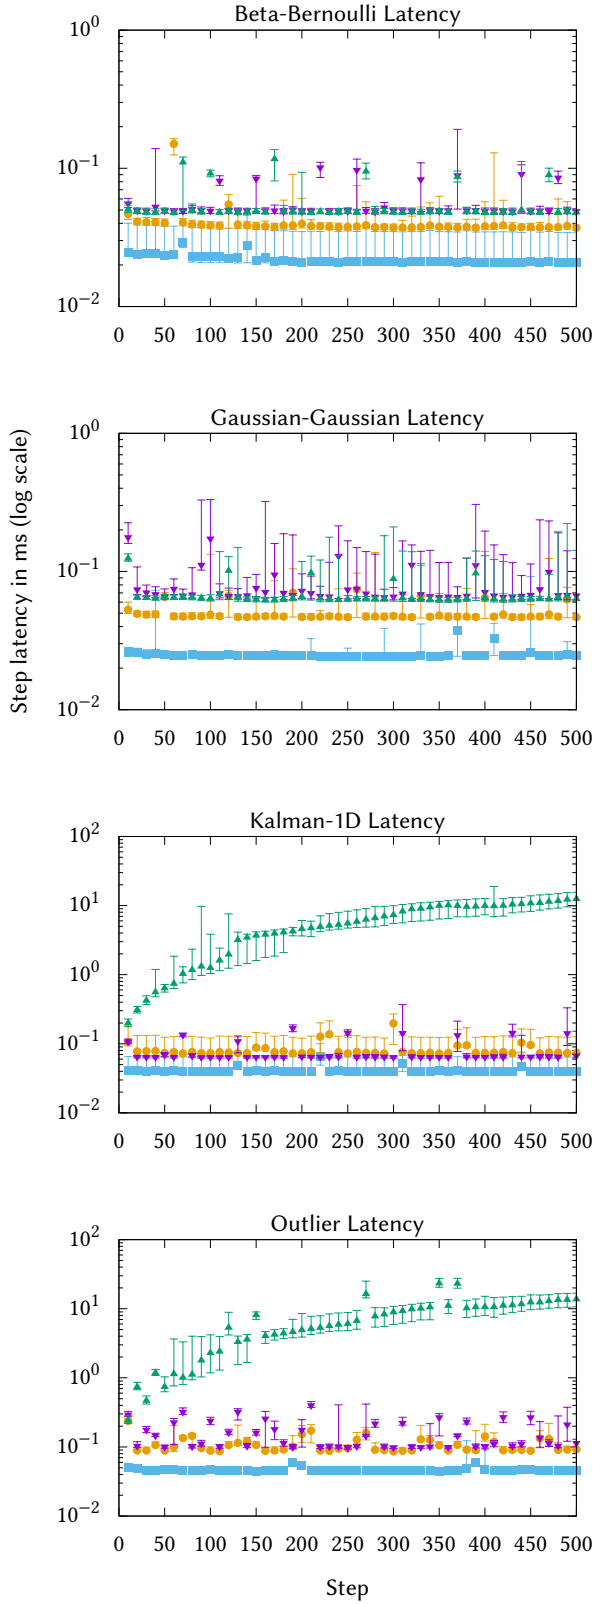 Beta-Bernoulli Latency
10^0
10^-1
10^-2
0 50 100 150 200 250 300 350 400 450 500
Gaussian-Gaussian Latency
10^0
10^-1
10^-2
0 50 100 150 200 250 300 350 400 450 500
Step latency in ms (log scale)
Kalman-1D Latency
10^2
10^1
10^0
10^-1
10^-2
0 50 100 150 200 250 300 350 400 450 500
Outlier Latency
10^2
10^1
10^0
10^-1
10^-2
0 50 100 150 200 250 300 350 400 450 500
Step